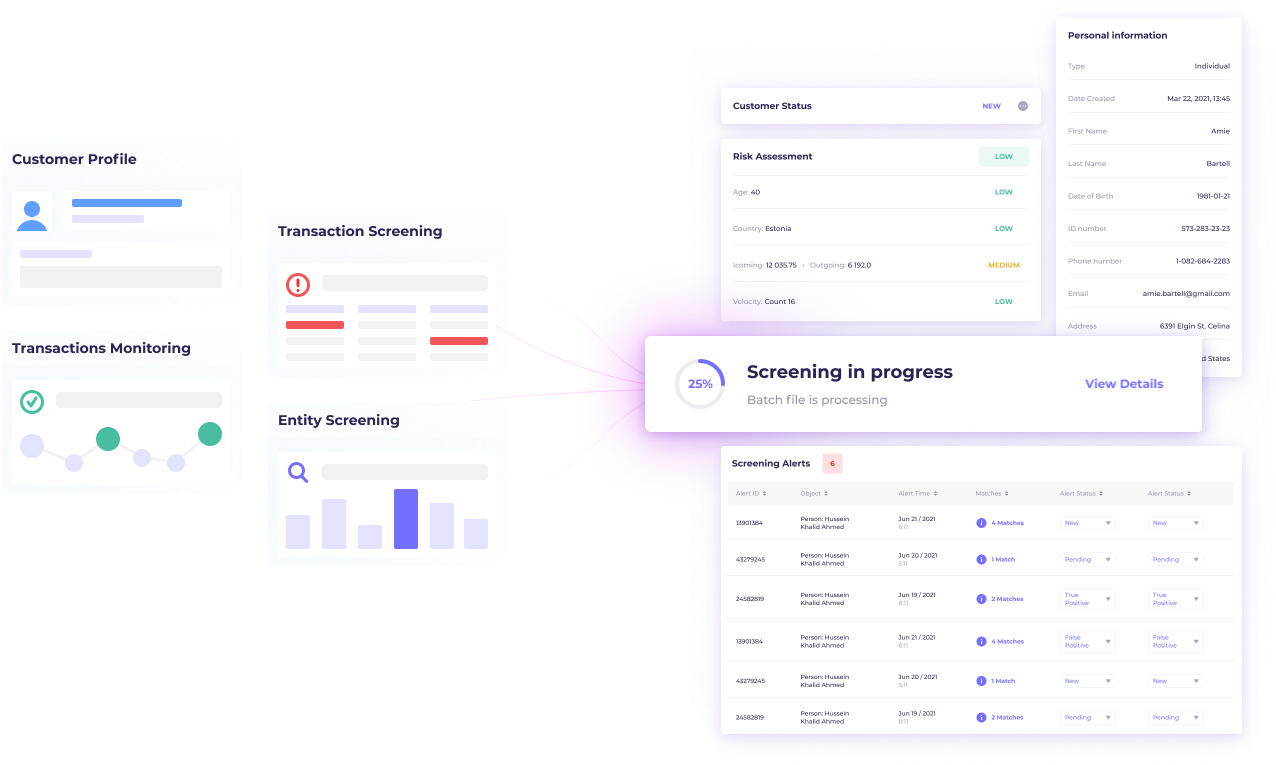 Customer Profile
Transactions Monitoring
Transaction Screening
Entity Screening
Customer Status NEW
Risk Assessment LOW
Age: 40 LOW
Country: Estonia LOW
Icoming: 12 035.75 • Outgoing: 6 192.0 MEDIUM
Velocity: Count 16 LOW
Personal information
Type Individual
Date Created Mar 22, 2021, 13:45
First Name Amie
Last Name Bartell
Date of Birth 1981-01-21
ID number 573-283-23-23
Phone number 1-082-684-2283
Email amie.bartell@gmail.com
Address 6391 Elgin St. Celina
d States
25%
Screening in progress
Batch file is processing
View Details
Screening Alerts 6
Alert ID Object Alert Time Matches Alert Status Alert Status
13901384 Person: Hussein Khalid Ahmed Jun 21 / 2021 6:11 4 Matches New New
43279245 Person: Hussein Khalid Ahmed Jun 20 / 2021 5:11 1 Match Pending Pending
24582819 Person: Hussein Khalid Ahmed Jun 19 / 2021 8:11 2 Matches True Positive True Positive
13901384 Person: Hussein Khalid Ahmed Jun 21 / 2021 6:11 4 Matches False Positive False Positive
43279245 Person: Hussein Khalid Ahmed Jun 20 / 2021 5:11 1 Match New New
24582819 Person: Hussein Khalid Ahmed Jun 19 / 2021 8:11 2 Matches Pending Pending